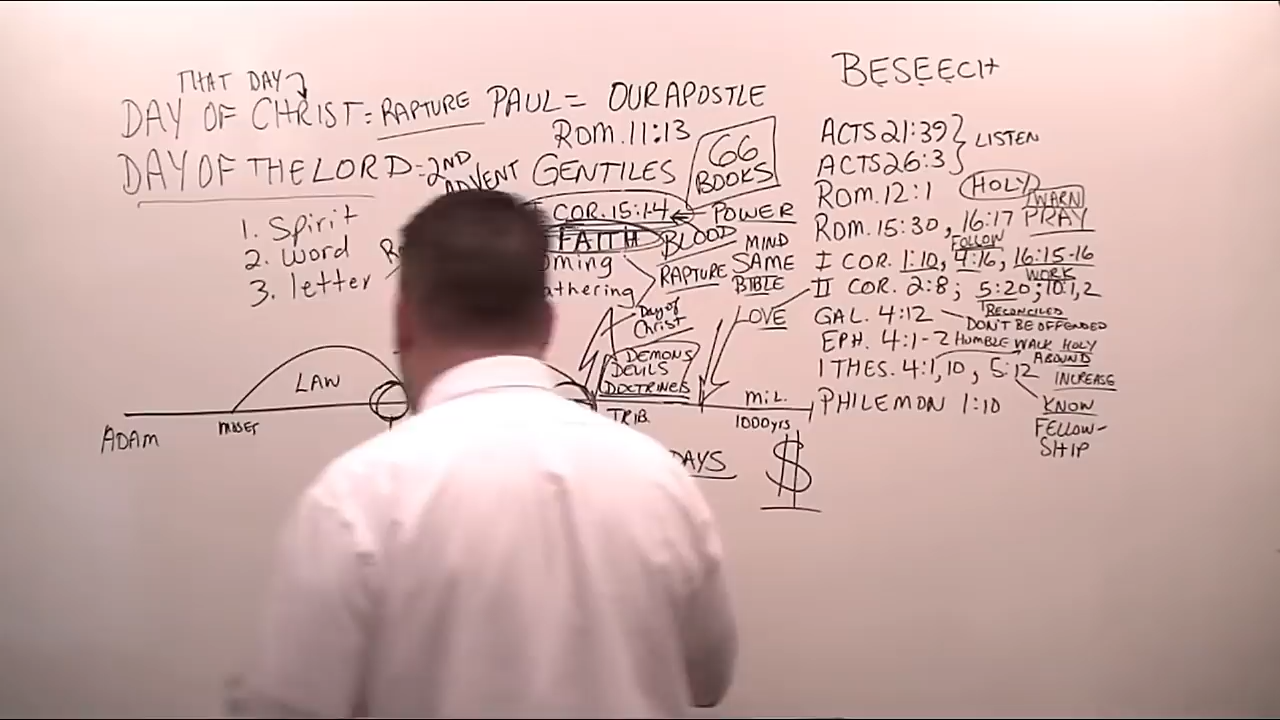 THAT DAY
DAY OF CHRIST = RAPTURE
DAY OF THE LORD = 2ND ADVENT
1. Spirit
2. Word
3. letter
PAUL = OUR APOSTLE
ROM. 11:13
GENTILES
66
BOOKS
I COR. 15:1-4
POWER
FAITH
BLOOD
MIND
SAME
BIBLE
RAPTURE
Day of
Christ
LOVE
DEMONS
DEVILS
DOCTRINES
LAW
ADAM
MOSES
TRIB.
MIL.
1000 yrs
DAYS
$
BESEECH
ACTS 21:39
ACTS 26:3
LISTEN
ROM. 12:1 HOLY
WARN
ROM. 15:30, 16:17 PRAY
FOLLOW
I COR. 1:10, 4:16, 16:15-16
WORK
II COR. 2:8; 5:20; 10:1,2
RECONCILED
GAL. 4:12
DON'T BE OFFENDED
EPH. 4:1-2 HUMBLE WALK HOLY
ABOUND
1 THES. 4:1,10, 5:12
INCREASE
PHILEMON 1:10
KNOW
FELLOW-
SHIP